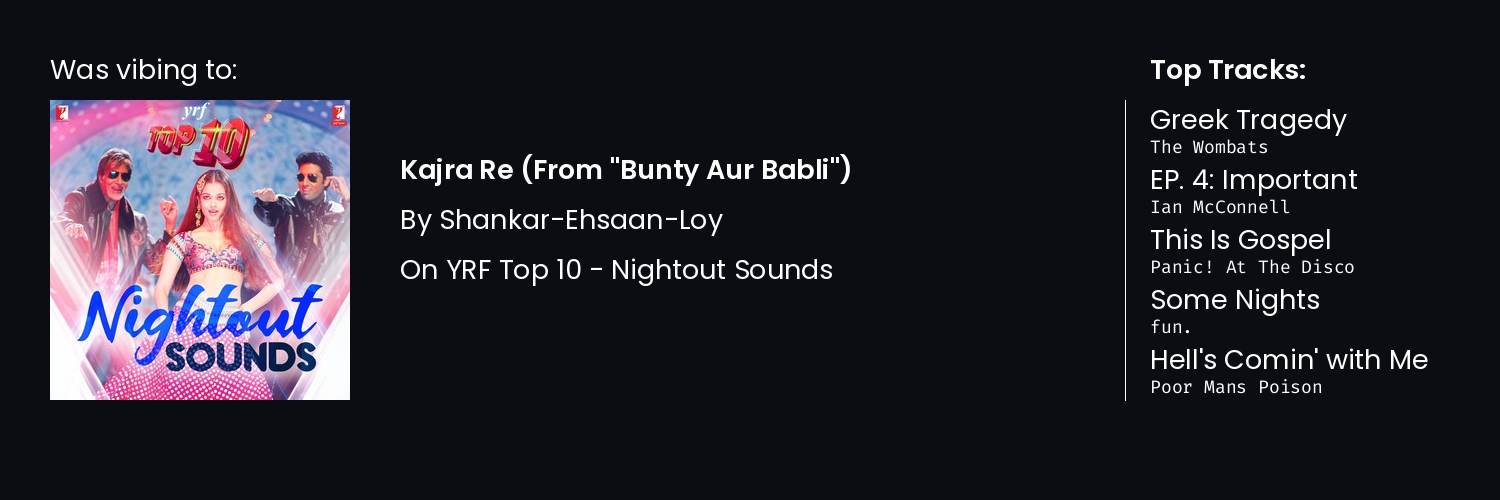 Was vibing to:
yrf
TOP 10
Nightout
SOUNDS
Kajra Re (From "Bunty Aur Babli")
By Shankar-Ehsaan-Loy
On YRF Top 10 - Nightout Sounds
Top Tracks:
Greek Tragedy
The Wombats
EP. 4: Important
Ian McConnell
This Is Gospel
Panic! At The Disco
Some Nights
fun.
Hell's Comin' with Me
Poor Mans Poison